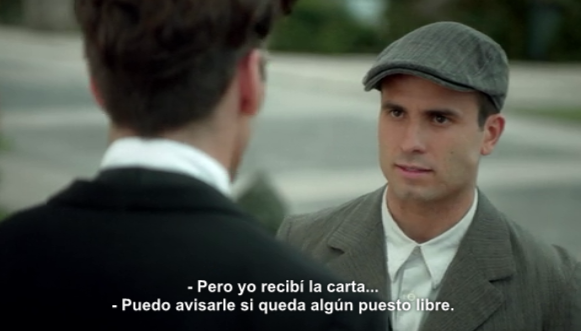 - Pero yo recibí la carta...
- Puedo avisarle si queda algún puesto libre.